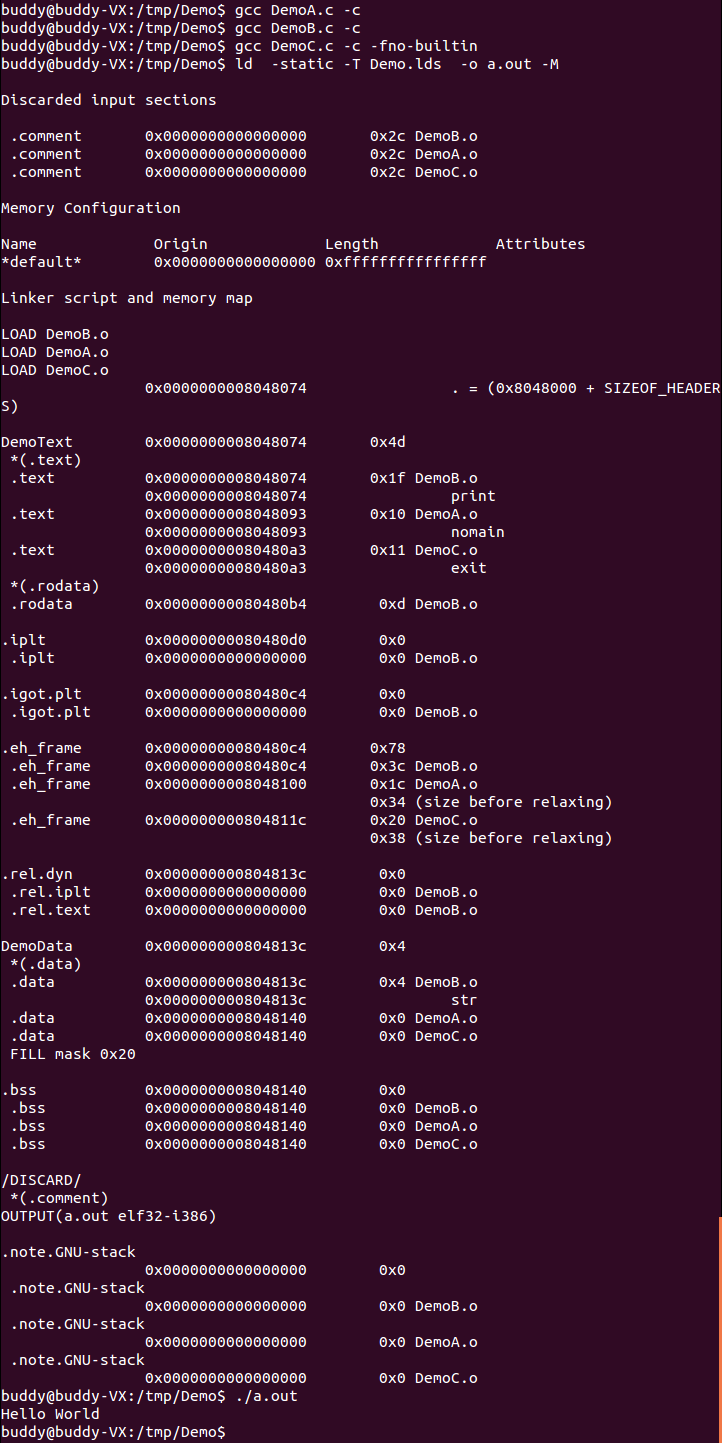 buddy@buddy-VX:/tmp/Demo$ gcc DemoA.c -c
buddy@buddy-VX:/tmp/Demo$ gcc DemoB.c -c
buddy@buddy-VX:/tmp/Demo$ gcc DemoC.c -c -fno-builtin
buddy@buddy-VX:/tmp/Demo$ ld  -static -T Demo.lds  -o a.out -M
Discarded input sections
 .comment       0x0000000000000000       0x2c DemoB.o
 .comment       0x0000000000000000       0x2c DemoA.o
 .comment       0x0000000000000000       0x2c DemoC.o
Memory Configuration
Name             Origin             Length             Attributes
*default*        0x0000000000000000 0xffffffffffffffff
Linker script and memory map
LOAD DemoB.o
LOAD DemoA.o
LOAD DemoC.o
                0x0000000008048074                . = (0x8048000 + SIZEOF_HEADER
S)
DemoText        0x0000000008048074       0x4d
 *(.text)
 .text          0x0000000008048074       0x1f DemoB.o
                0x0000000008048074                print
 .text          0x0000000008048093       0x10 DemoA.o
                0x0000000008048093                nomain
 .text          0x00000000080480a3       0x11 DemoC.o
                0x00000000080480a3                exit
 *(.rodata)
 .rodata        0x00000000080480b4        0xd DemoB.o
.iplt           0x00000000080480d0        0x0
 .iplt          0x0000000000000000        0x0 DemoB.o
.igot.plt       0x00000000080480c4        0x0
 .igot.plt      0x0000000000000000        0x0 DemoB.o
.eh_frame       0x00000000080480c4       0x78
 .eh_frame      0x00000000080480c4       0x3c DemoB.o
 .eh_frame      0x0000000008048100       0x1c DemoA.o
                                         0x34 (size before relaxing)
 .eh_frame      0x000000000804811c       0x20 DemoC.o
                                         0x38 (size before relaxing)
.rel.dyn        0x000000000804813c        0x0
 .rel.iplt      0x0000000000000000        0x0 DemoB.o
 .rel.text      0x0000000000000000        0x0 DemoB.o
DemoData        0x000000000804813c        0x4
 *(.data)
 .data          0x000000000804813c        0x4 DemoB.o
                0x000000000804813c                str
 .data          0x0000000008048140        0x0 DemoA.o
 .data          0x0000000008048140        0x0 DemoC.o
 FILL mask 0x20
.bss            0x0000000008048140        0x0
 .bss           0x0000000008048140        0x0 DemoB.o
 .bss           0x0000000008048140        0x0 DemoA.o
 .bss           0x0000000008048140        0x0 DemoC.o
/DISCARD/
 *(.comment)
OUTPUT(a.out elf32-i386)
.note.GNU-stack
                0x0000000000000000        0x0
 .note.GNU-stack
                0x0000000000000000        0x0 DemoB.o
 .note.GNU-stack
                0x0000000000000000        0x0 DemoA.o
 .note.GNU-stack
                0x0000000000000000        0x0 DemoC.o
buddy@buddy-VX:/tmp/Demo$ ./a.out
Hello World
buddy@buddy-VX:/tmp/Demo$